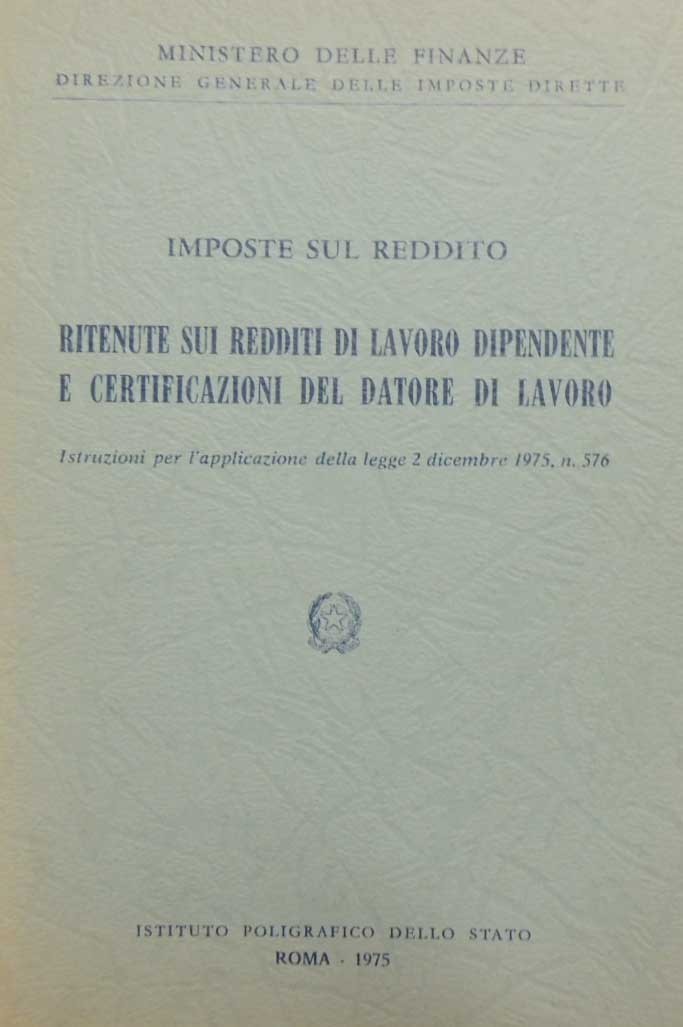 MINISTERO DELLE FINANZE
DIREZIONE GENERALE DELLE IMPOSTE DIRETTE
IMPOSTE SUL REDDITO
RITENUTE SUI REDDITI DI LAVORO DIPENDENTE
E CERTIFICAZIONI DEL DATORE DI LAVORO
Istruzioni per l'applicazione della legge 2 dicembre 1975, n. 576
ISTITUTO POLIGRAFICO DELLO STATO
ROMA - 1975